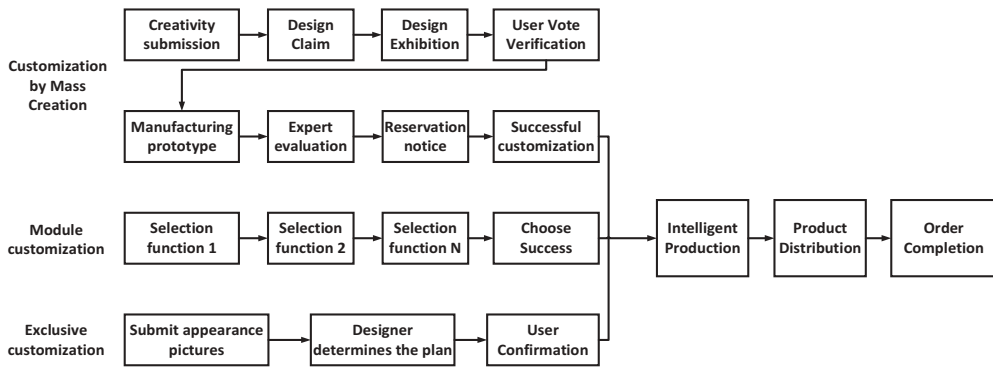 Customization
by Mass
Creation
Creativity
submission
Design
Claim
Design
Exhibition
User Vote
Verification
Manufacturing
prototype
Expert
evaluation
Reservation
notice
Successful
customization
Module
customization
Selection
function 1
Selection
function 2
Selection
function N
Choose
Success
Intelligent
Production
Product
Distribution
Order
Completion
Exclusive
customization
Submit appearance
pictures
Designer
determines the plan
User
Confirmation